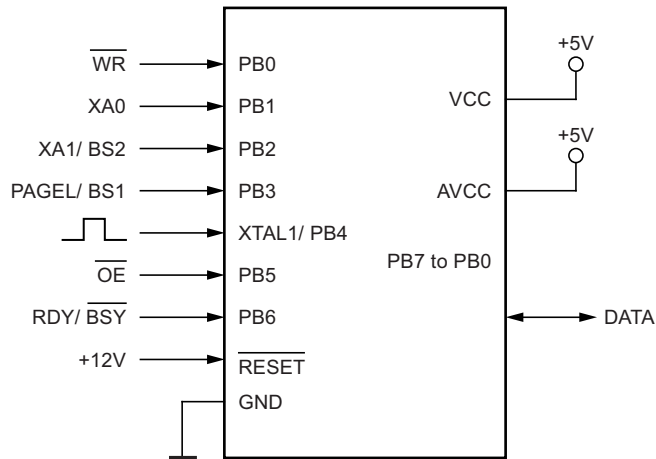 WR PB0
XA0 PB1
XA1/ BS2 PB2
PAGEL/ BS1 PB3
XTAL1/ PB4
OE PB5
RDY/ BSY PB6
+12V RESET
GND
+5V
VCC
+5V
AVCC
PB7 to PB0
DATA